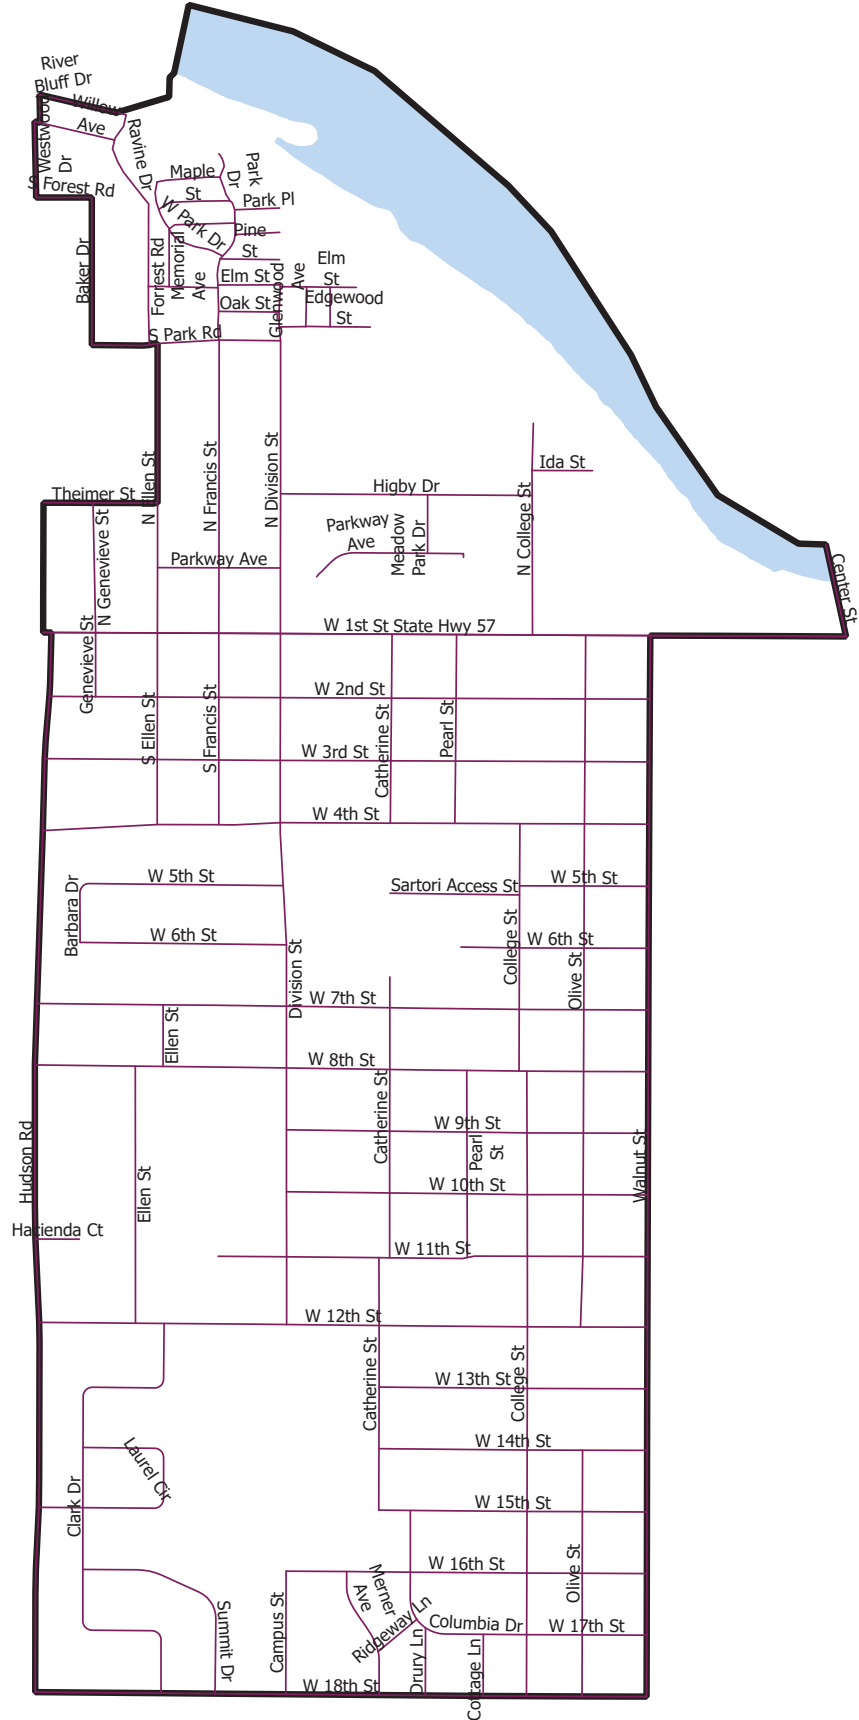 River
Bluff Dr
Willow
Ave
Westwood
Dr
S Forest Rd
Ravine Dr
Maple
St
Park
Dr
Park Pl
W Park Dr
Pine
St
Baker Dr
Forrest Rd
Memorial
Ave
Elm St
Glenwood
Ave
Elm
St
Oak St
Edgewood
St
S Park Rd
N Ellen St
N Francis St
N Division St
Theimer St
N Genevieve St
Higby Dr
Ida St
N College St
Parkway
Ave
Meadow
Park Dr
Parkway Ave
Center St
W 1st St State Hwy 57
Genevieve St
W 2nd St
S Ellen St
S Francis St
Catherine St
Pearl St
W 3rd St
W 4th St
Barbara Dr
W 5th St
Sartori Access St
W 5th St
W 6th St
Division St
College St
W 6th St
Olive St
W 7th St
Ellen St
W 8th St
Catherine St
W 9th St
Pearl
St
Hudson Rd
Walnut St
Ellen St
W 10th St
Hacienda Ct
W 11th St
W 12th St
Catherine St
College St
W 13th St
W 14th St
Laurel Cir
Clark Dr
W 15th St
W 16th St
Olive St
Merner
Ave
Ridgeway Ln
Columbia Dr
W 17th St
Summit Dr
Campus St
Drury Ln
Cottage Ln
W 18th St